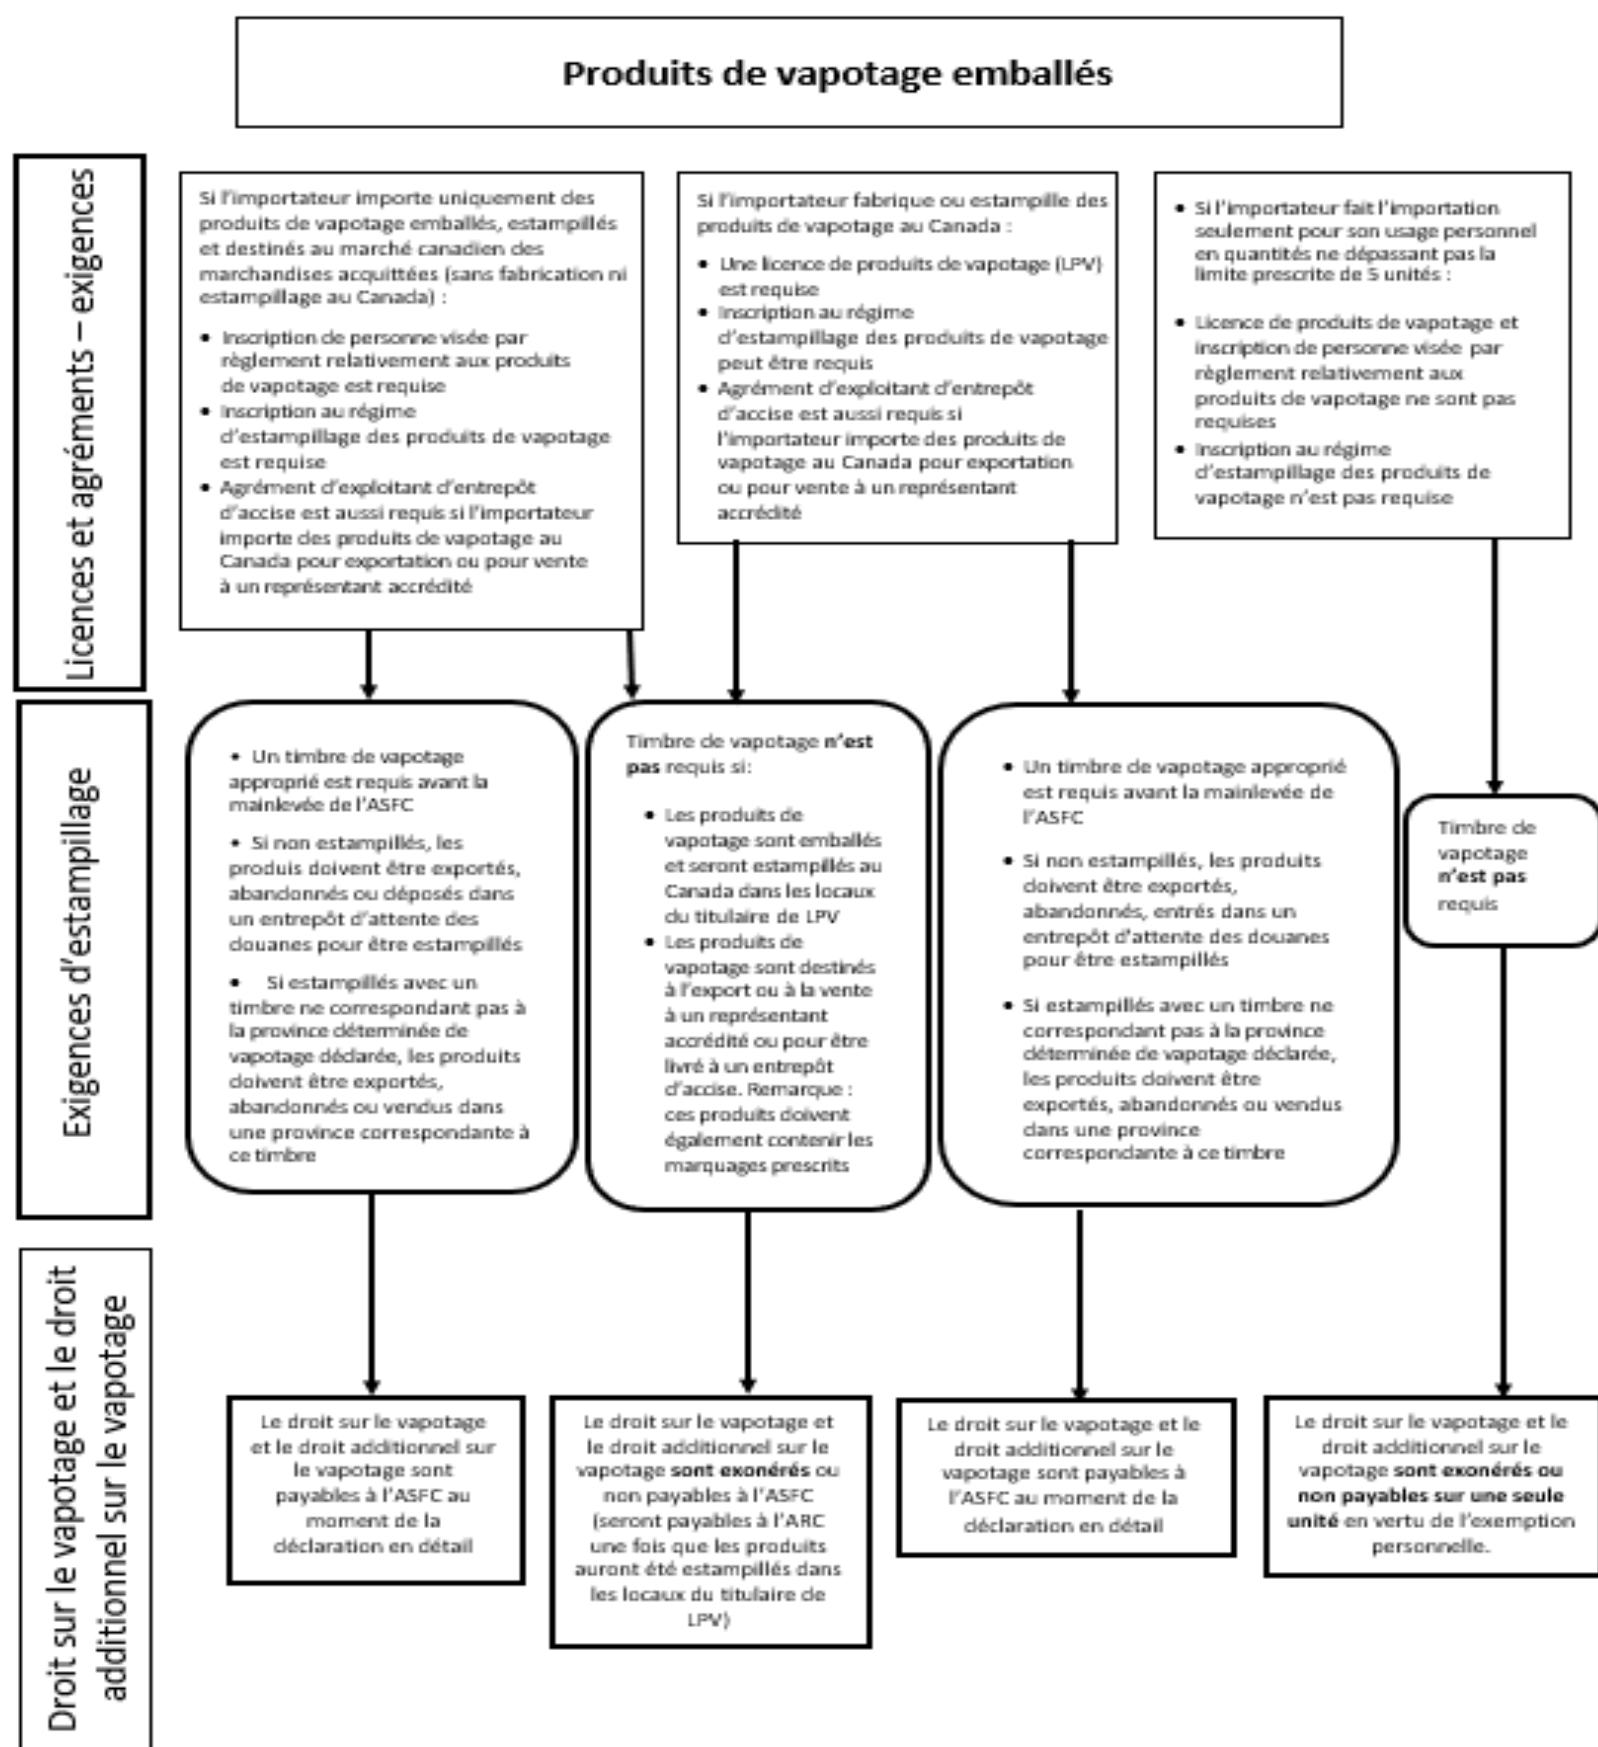 Produits de vapotage emballés
Licences et agréments – exigences
Si l'importateur importe uniquement des
produits de vapotage emballés, estampillés
et destinés au marché canadien des
marchandises acquittées (sans fabrication ni
estampillage au Canada) :
• Inscription de personne visée par
règlement relativement aux produits
de vapotage est requise
• Inscription au régime
d'estampillage des produits de vapotage
est requise
• Agrément d'exploitant d'entrepôt
d'accise est aussi requis si l'importateur
importe des produits de vapotage au
Canada pour exportation ou pour vente
à un représentant accrédité
Si l'importateur fabrique ou estampille des
produits de vapotage au Canada :
• Une licence de produits de vapotage (LPV)
est requise
• Inscription au régime
d'estampillage des produits de vapotage
peut être requis
• Agrément d'exploitant d'entrepôt
d'accise est aussi requis si
l'importateur importe des produits de
vapotage au Canada pour exportation
ou pour vente à un représentant
accrédité
• Si l'importateur fait l'importation
seulement pour son usage personnel
en quantités ne dépassant pas la
limite prescrite de 5 unités :
• Licence de produits de vapotage et
inscription de personne visée par
règlement relativement aux
produits de vapotage ne sont pas
requises
• Inscription au régime
d'estampillage des produits de
vapotage n'est pas requise
Exigences d'estampillage
• Un timbre de vapotage
approprié est requis avant la
mainlevée de l'ASFC
• Si non estampillés, les
produis doivent être exportés,
abandonnés ou déposés dans
un entrepôt d'attente des
douanes pour être estampillés
• Si estampillés avec un
timbre ne correspondant pas à
la province déterminée de
vapotage déclarée, les produits
doivent être exportés,
abandonnés ou vendus dans
une province correspondante à
ce timbre
Timbre de vapotage n'est
pas requis si:
• Les produits de
vapotage sont emballés
et seront estampillés au
Canada dans les locaux
du titulaire de LPV
• Les produits de
vapotage sont destinés
à l'export ou à la vente
à un représentant
accrédité ou pour être
livré à un entrepôt
d'accise. Remarque :
ces produits doivent
également contenir les
marquages prescrits
• Un timbre de vapotage approprié
est requis avant la mainlevée de
l'ASFC
• Si non estampillés, les produits
doivent être exportés,
abandonnés, entrés dans un
entrepôt d'attente des douanes
pour être estampillés
• Si estampillés avec un timbre ne
correspondant pas à la province
déterminée de vapotage déclarée,
les produits doivent être
exportés, abandonnés ou vendus
dans une province
correspondante à ce timbre
Timbre de
vapotage
n'est pas
requis
Droit sur le vapotage et le droit
additionnel sur le vapotage
Le droit sur le vapotage
et le droit additionnel sur
le vapotage sont
payables à l'ASFC au
moment de la
déclaration en détail
Le droit sur le vapotage et
le droit additionnel sur le
vapotage sont exonérés ou
non payables à l'ASFC
(seront payables à l'ARC
une fois que les produits
auront été estampillés dans
les locaux du titulaire de
LPV)
Le droit sur le vapotage et le
droit additionnel sur le
vapotage sont payables à
l'ASFC au moment de la
déclaration en détail
Le droit sur le vapotage et le
droit additionnel sur le
vapotage sont exonérés ou
non payables sur une seule
unité en vertu de l'exemption
personnelle.